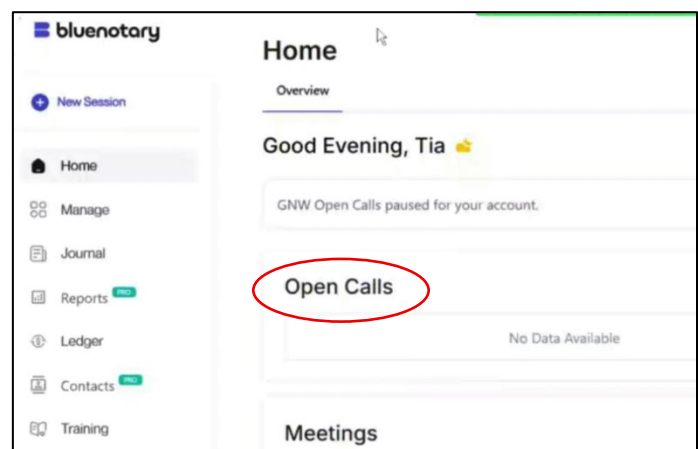 bluenotary
New Session
Home
Manage
Journal
Reports PRO
Ledger
Contacts PRO
Training
Home
Overview
Good Evening, Tia
GNW Open Calls paused for your account.
Open Calls
No Data Available
Meetings